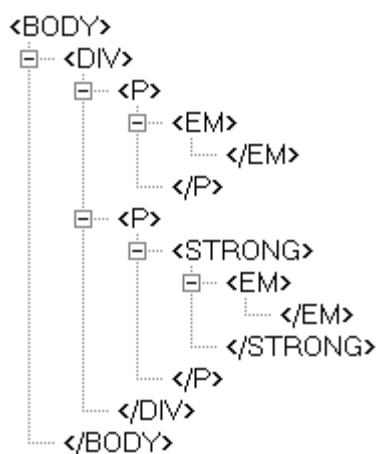 <BODY>
<DIV>
<P>
<EM>
</EM>
</P>
<P>
<STRONG>
<EM>
</EM>
</STRONG>
</P>
</DIV>
</BODY>